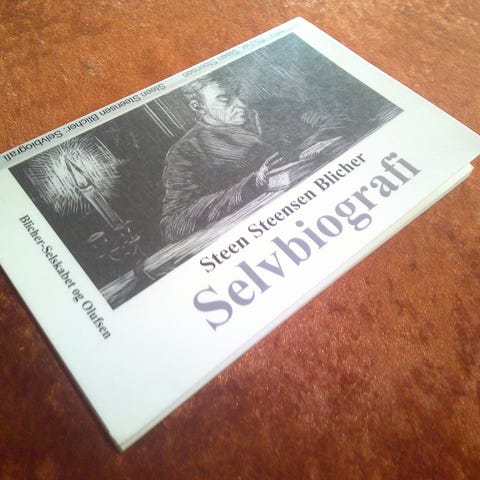 Steen Steensen Blicher: Selvbiografi
Steen Steensen Blicher
Selvbiografi
Blicher-Selskabet og Olufsen